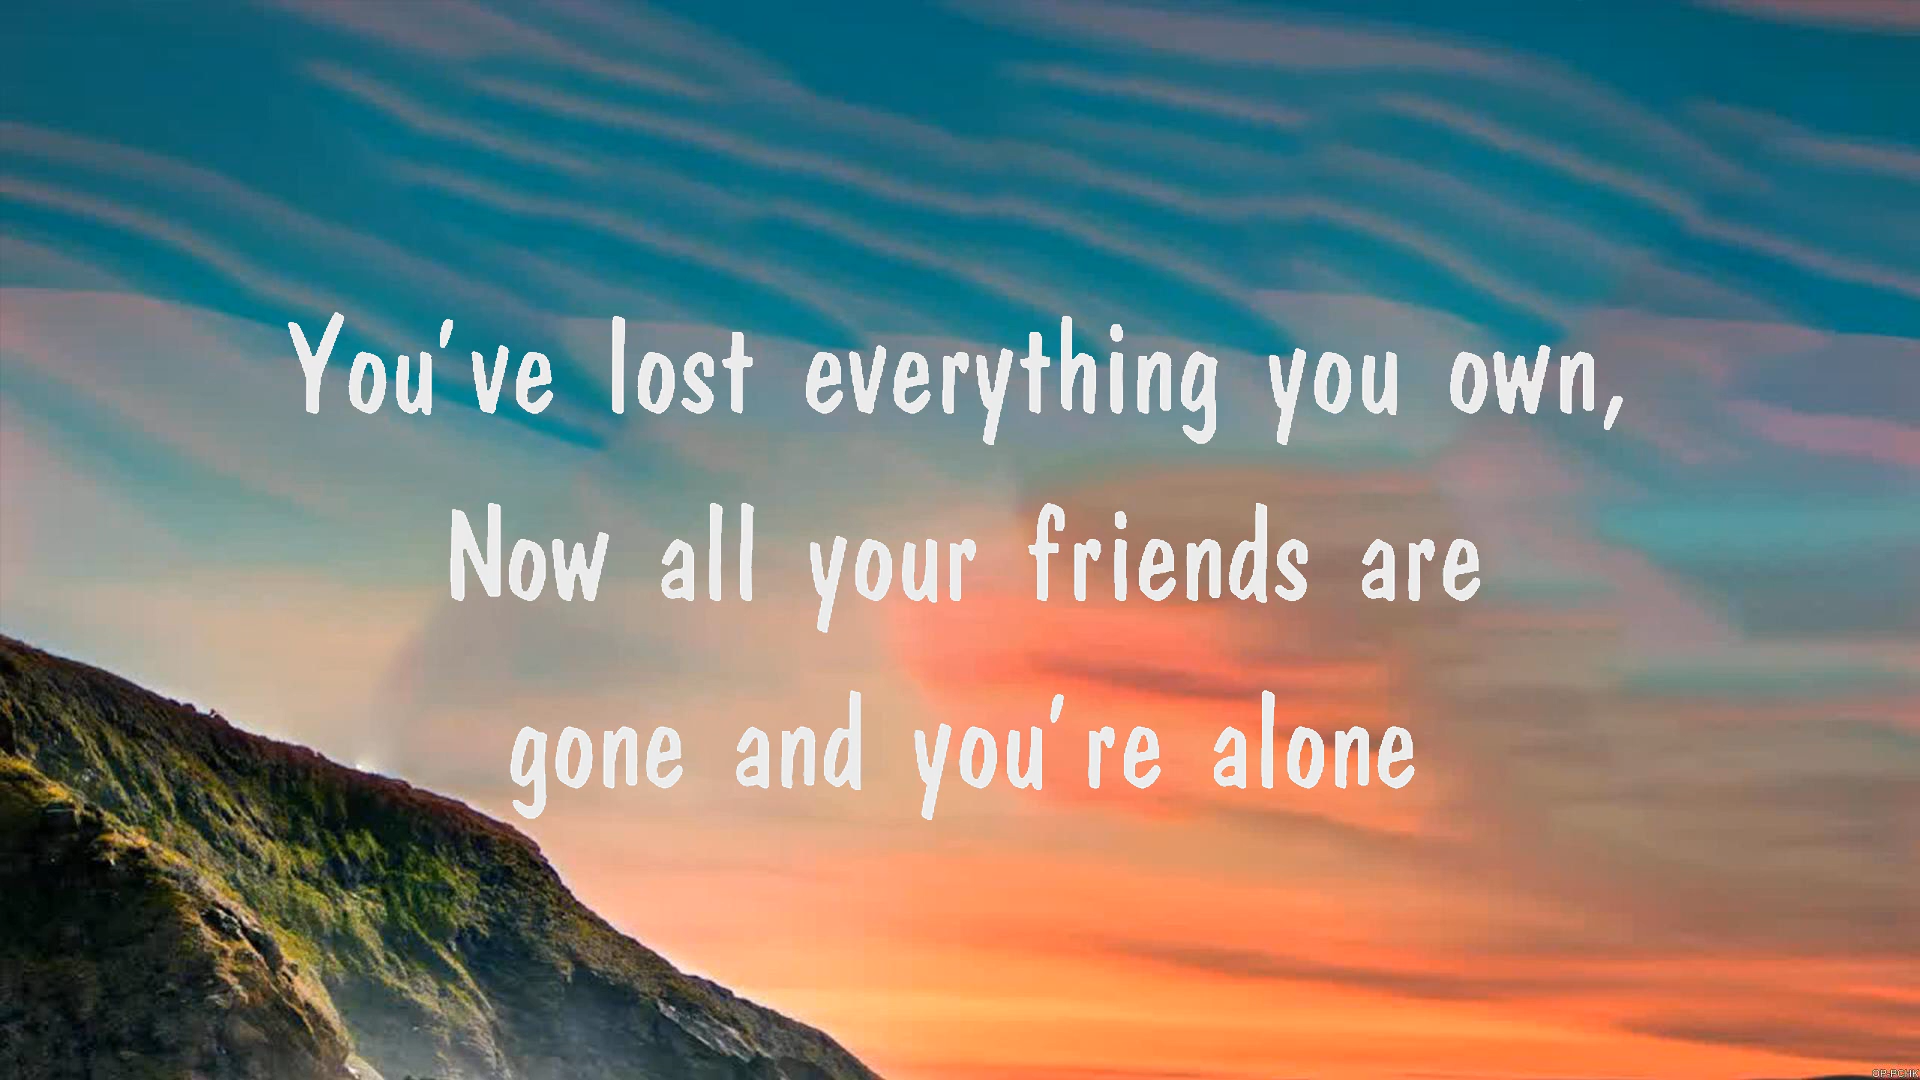 You've lost everything you own,
Now all your friends are
gone and you're alone